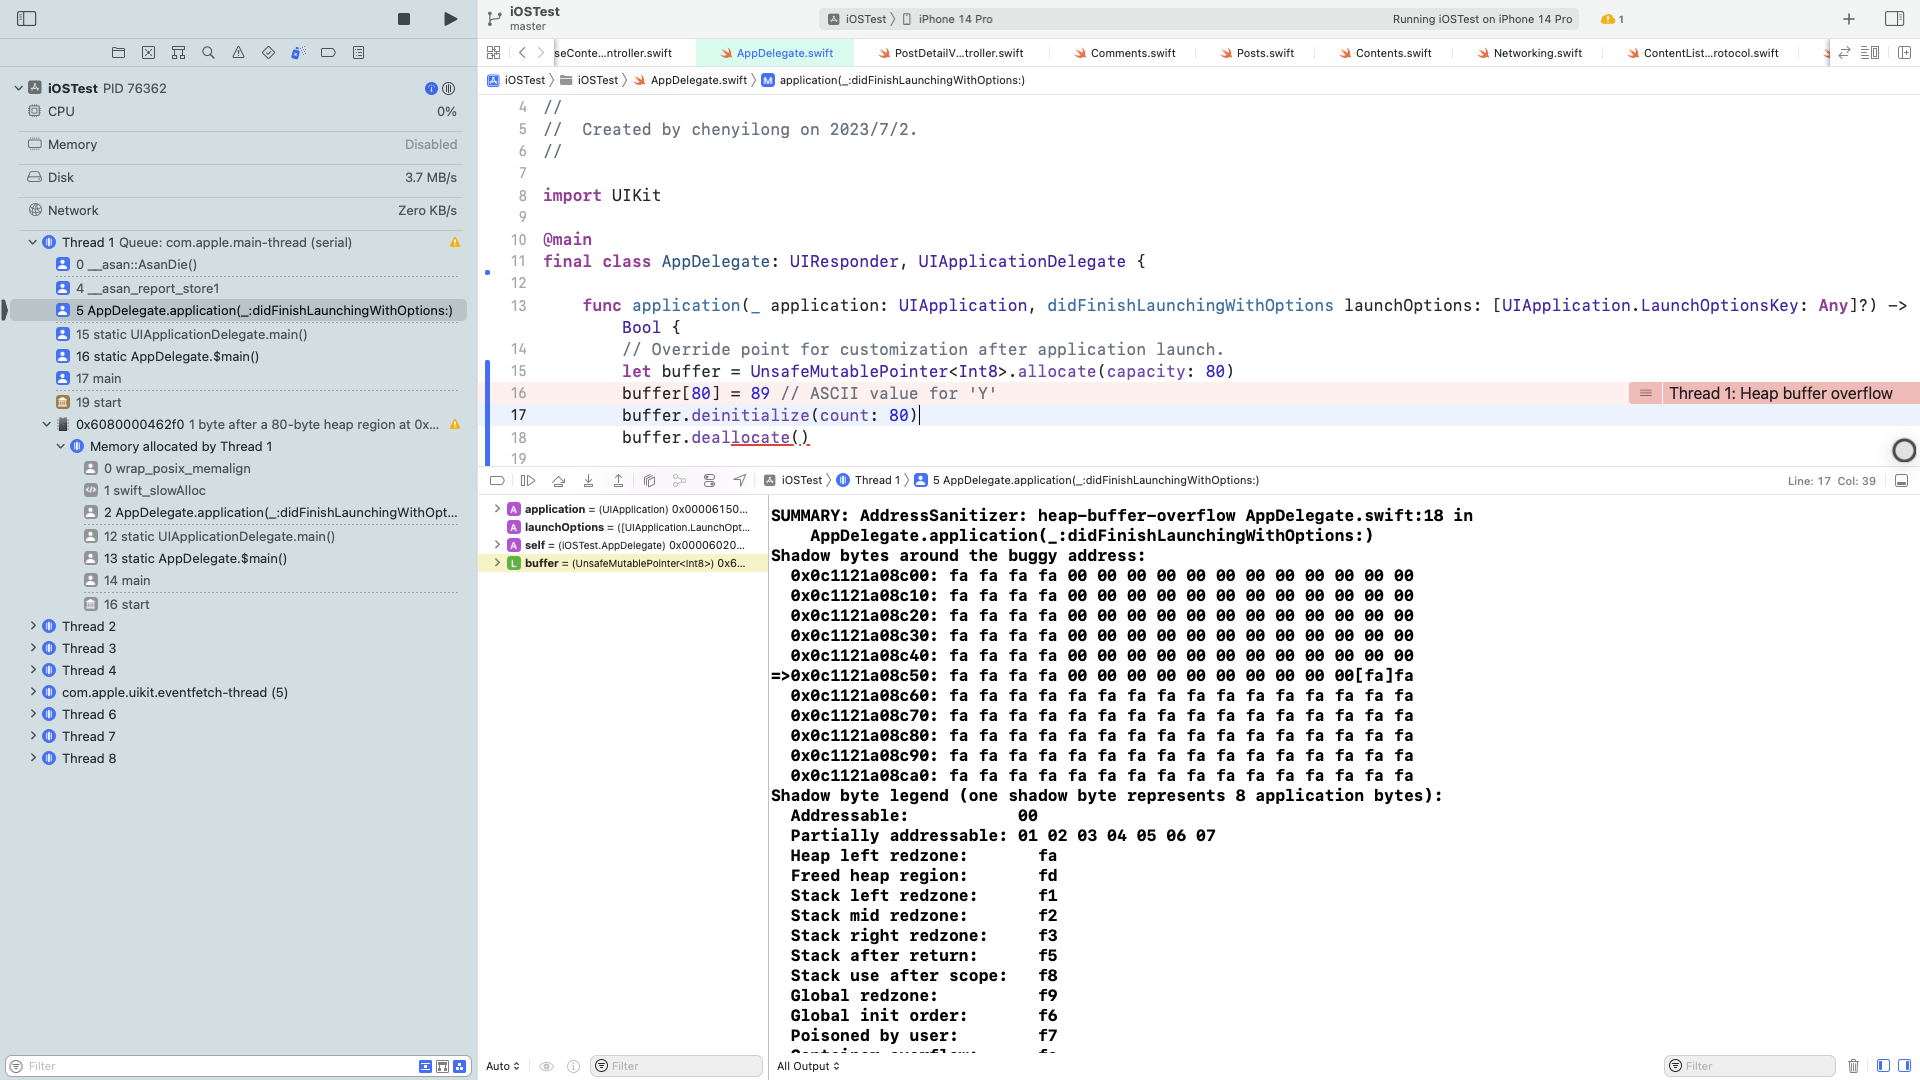 iOSTest
master
iOSTest
iPhone 14 Pro
Running iOSTest on iPhone 14 Pro
1
iOSTest PID 76362
CPU 0%
Memory Disabled
Disk 3.7 MB/s
Network Zero KB/s
Thread 1 Queue: com.apple.main-thread (serial)
0 __asan::AsanDie()
4 __asan_report_store1
5 AppDelegate.application(_:didFinishLaunchingWithOptions:)
15 static UIApplicationDelegate.main()
16 static AppDelegate.$main()
17 main
19 start
0x6080000462f0 1 byte after a 80-byte heap region at 0x...
Memory allocated by Thread 1
0 wrap_posix_memalign
1 swift_slowAlloc
2 AppDelegate.application(_:didFinishLaunchingWithOpt...
12 static UIApplicationDelegate.main()
13 static AppDelegate.$main()
14 main
16 start
Thread 2
Thread 3
Thread 4
com.apple.uikit.eventfetch-thread (5)
Thread 6
Thread 7
Thread 8
Filter
seConte...ntroller.swift
AppDelegate.swift
PostDetailV...troller.swift
Comments.swift
Posts.swift
Contents.swift
Networking.swift
ContentList...rotocol.swift
iOSTest
iOSTest
AppDelegate.swift
M application(_:didFinishLaunchingWithOptions:)
4 //
5 //  Created by chenyilong on 2023/7/2.
6 //
7
8 import UIKit
9
10 @main
11 final class AppDelegate: UIResponder, UIApplicationDelegate {
12
13 func application(_ application: UIApplication, didFinishLaunchingWithOptions launchOptions: [UIApplication.LaunchOptionsKey: Any]?) ->
Bool {
14 // Override point for customization after application launch.
15 let buffer = UnsafeMutablePointer<Int8>.allocate(capacity: 80)
16 buffer[80] = 89 // ASCII value for 'Y'
Thread 1: Heap buffer overflow
17 buffer.deinitialize(count: 80)
18 buffer.deallocate()
19
iOSTest
Thread 1
5 AppDelegate.application(_:didFinishLaunchingWithOptions:)
Line: 17 Col: 39
A application = (UIApplication) 0x00006150...
A launchOptions = ([UIApplication.LaunchOpt...
A self = (iOSTest.AppDelegate) 0x00006020...
L buffer = (UnsafeMutablePointer<Int8>) 0x6...
SUMMARY: AddressSanitizer: heap-buffer-overflow AppDelegate.swift:18 in
AppDelegate.application(_:didFinishLaunchingWithOptions:)
Shadow bytes around the buggy address:
0x0c1121a08c00: fa fa fa fa 00 00 00 00 00 00 00 00 00 00 00 00
0x0c1121a08c10: fa fa fa fa 00 00 00 00 00 00 00 00 00 00 00 00
0x0c1121a08c20: fa fa fa fa 00 00 00 00 00 00 00 00 00 00 00 00
0x0c1121a08c30: fa fa fa fa 00 00 00 00 00 00 00 00 00 00 00 00
0x0c1121a08c40: fa fa fa fa 00 00 00 00 00 00 00 00 00 00 00 00
=>0x0c1121a08c50: fa fa fa fa 00 00 00 00 00 00 00 00 00 00[fa]fa
0x0c1121a08c60: fa fa fa fa fa fa fa fa fa fa fa fa fa fa fa fa
0x0c1121a08c70: fa fa fa fa fa fa fa fa fa fa fa fa fa fa fa fa
0x0c1121a08c80: fa fa fa fa fa fa fa fa fa fa fa fa fa fa fa fa
0x0c1121a08c90: fa fa fa fa fa fa fa fa fa fa fa fa fa fa fa fa
0x0c1121a08ca0: fa fa fa fa fa fa fa fa fa fa fa fa fa fa fa fa
Shadow byte legend (one shadow byte represents 8 application bytes):
Addressable: 00
Partially addressable: 01 02 03 04 05 06 07
Heap left redzone: fa
Freed heap region: fd
Stack left redzone: f1
Stack mid redzone: f2
Stack right redzone: f3
Stack after return: f5
Stack use after scope: f8
Global redzone: f9
Global init order: f6
Poisoned by user: f7
Auto
Filter
All Output
Filter